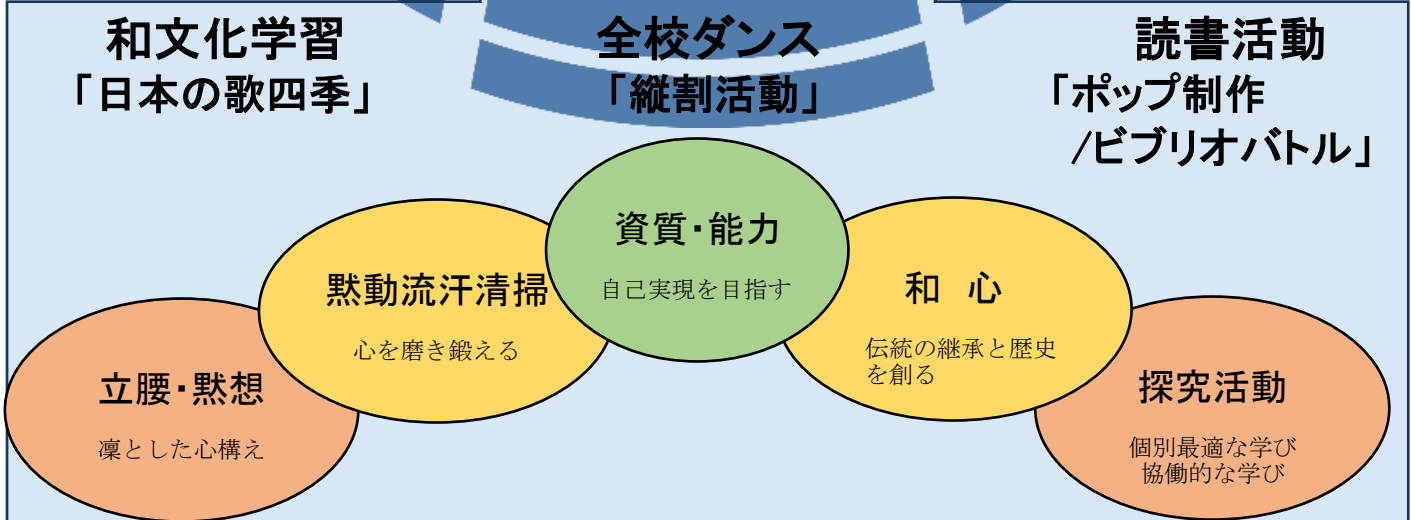 和文化学習
「日本の歌四季」
全校ダンス
「縦割活動」
読書活動
「ポップ制作
/ビブリオバトル」
資質・能力
自己実現を目指す
黙動流汗清掃
心を磨き鍛える
和 心
伝統の継承と歴史
を創る
立腰・黙想
凜とした心構え
探究活動
個別最適な学び
協働的な学び